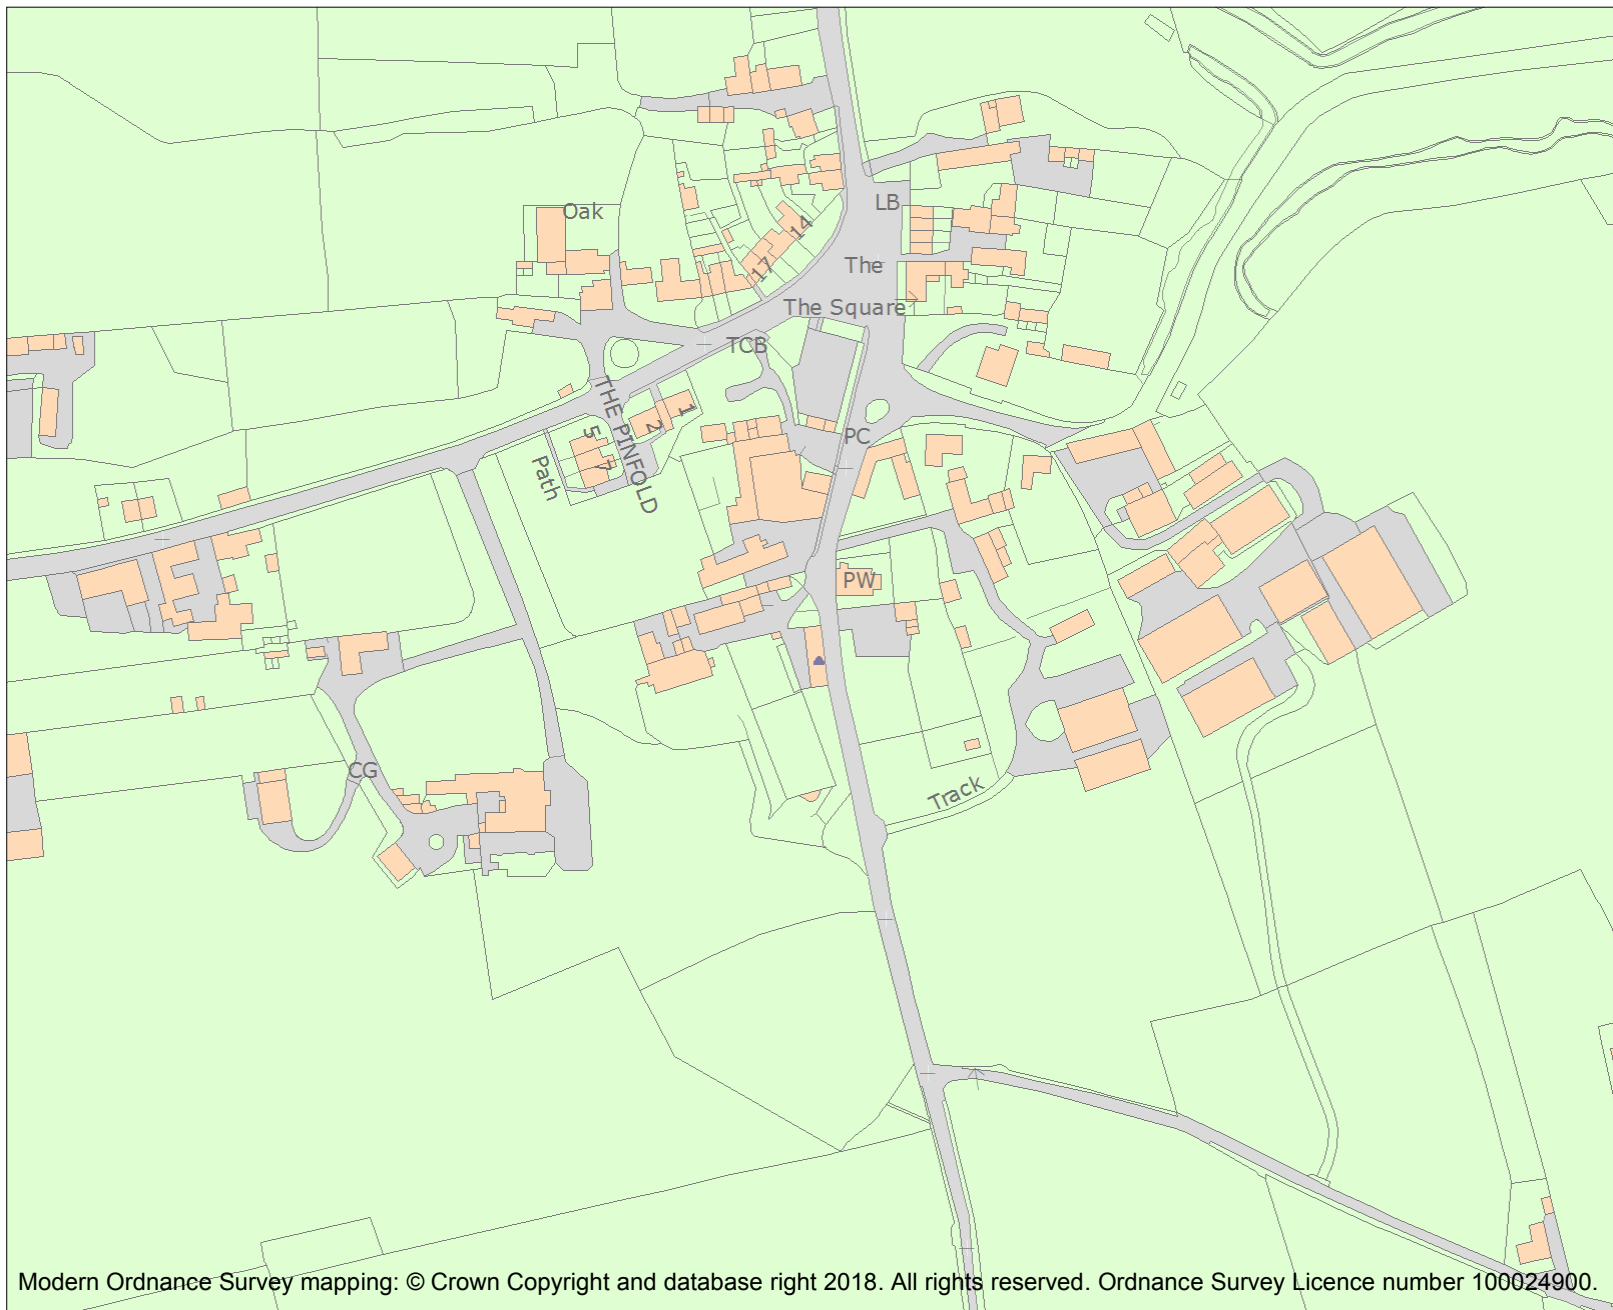 Oak
LB
14
17
The
The Square
TCB
THE PINFOLD
1
2
5
7
PC
Path
PW
CG
Track
Modern Ordnance Survey mapping: © Crown Copyright and database right 2018. All rights reserved. Ordnance Survey Licence number 100024900.